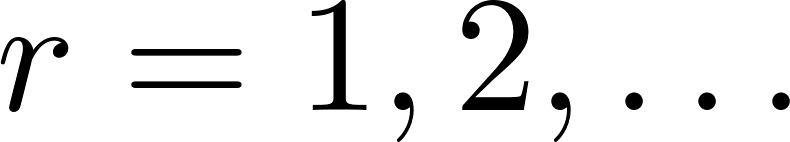 r = 1, 2, . . .